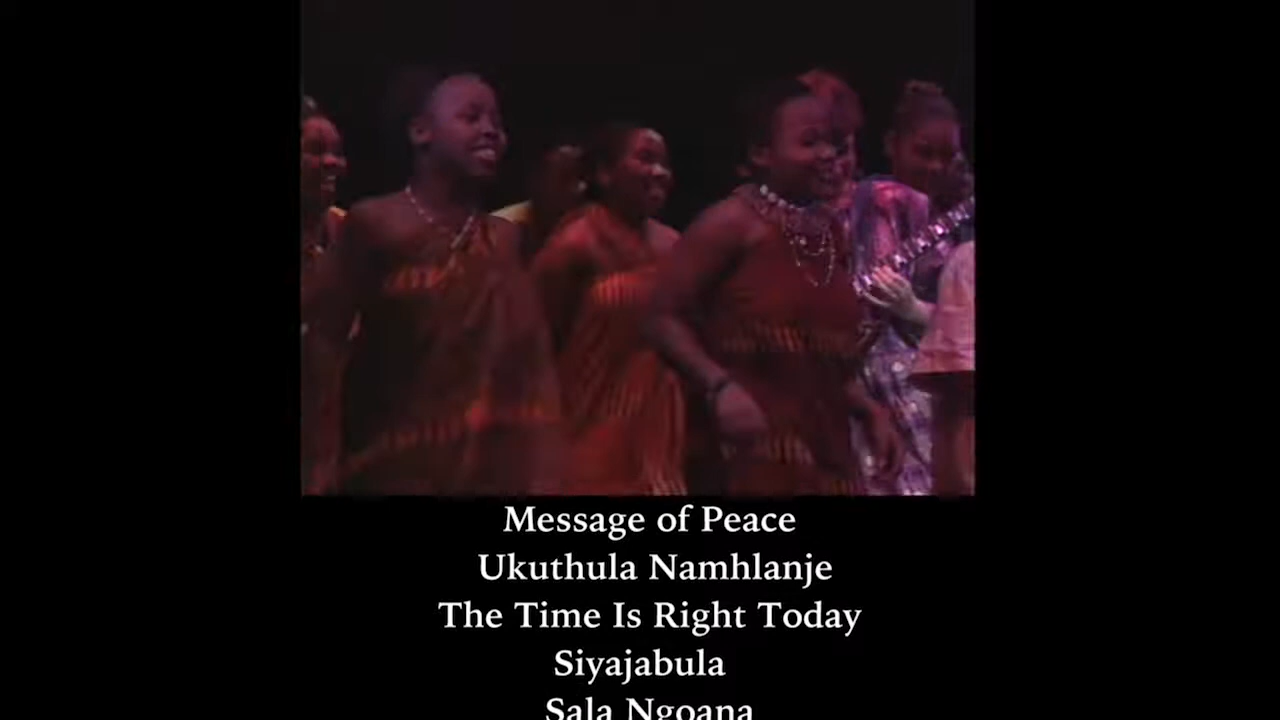 Message of Peace
Ukuthula Namhlanje
The Time Is Right Today
Siyajabula
Sala Ngoana